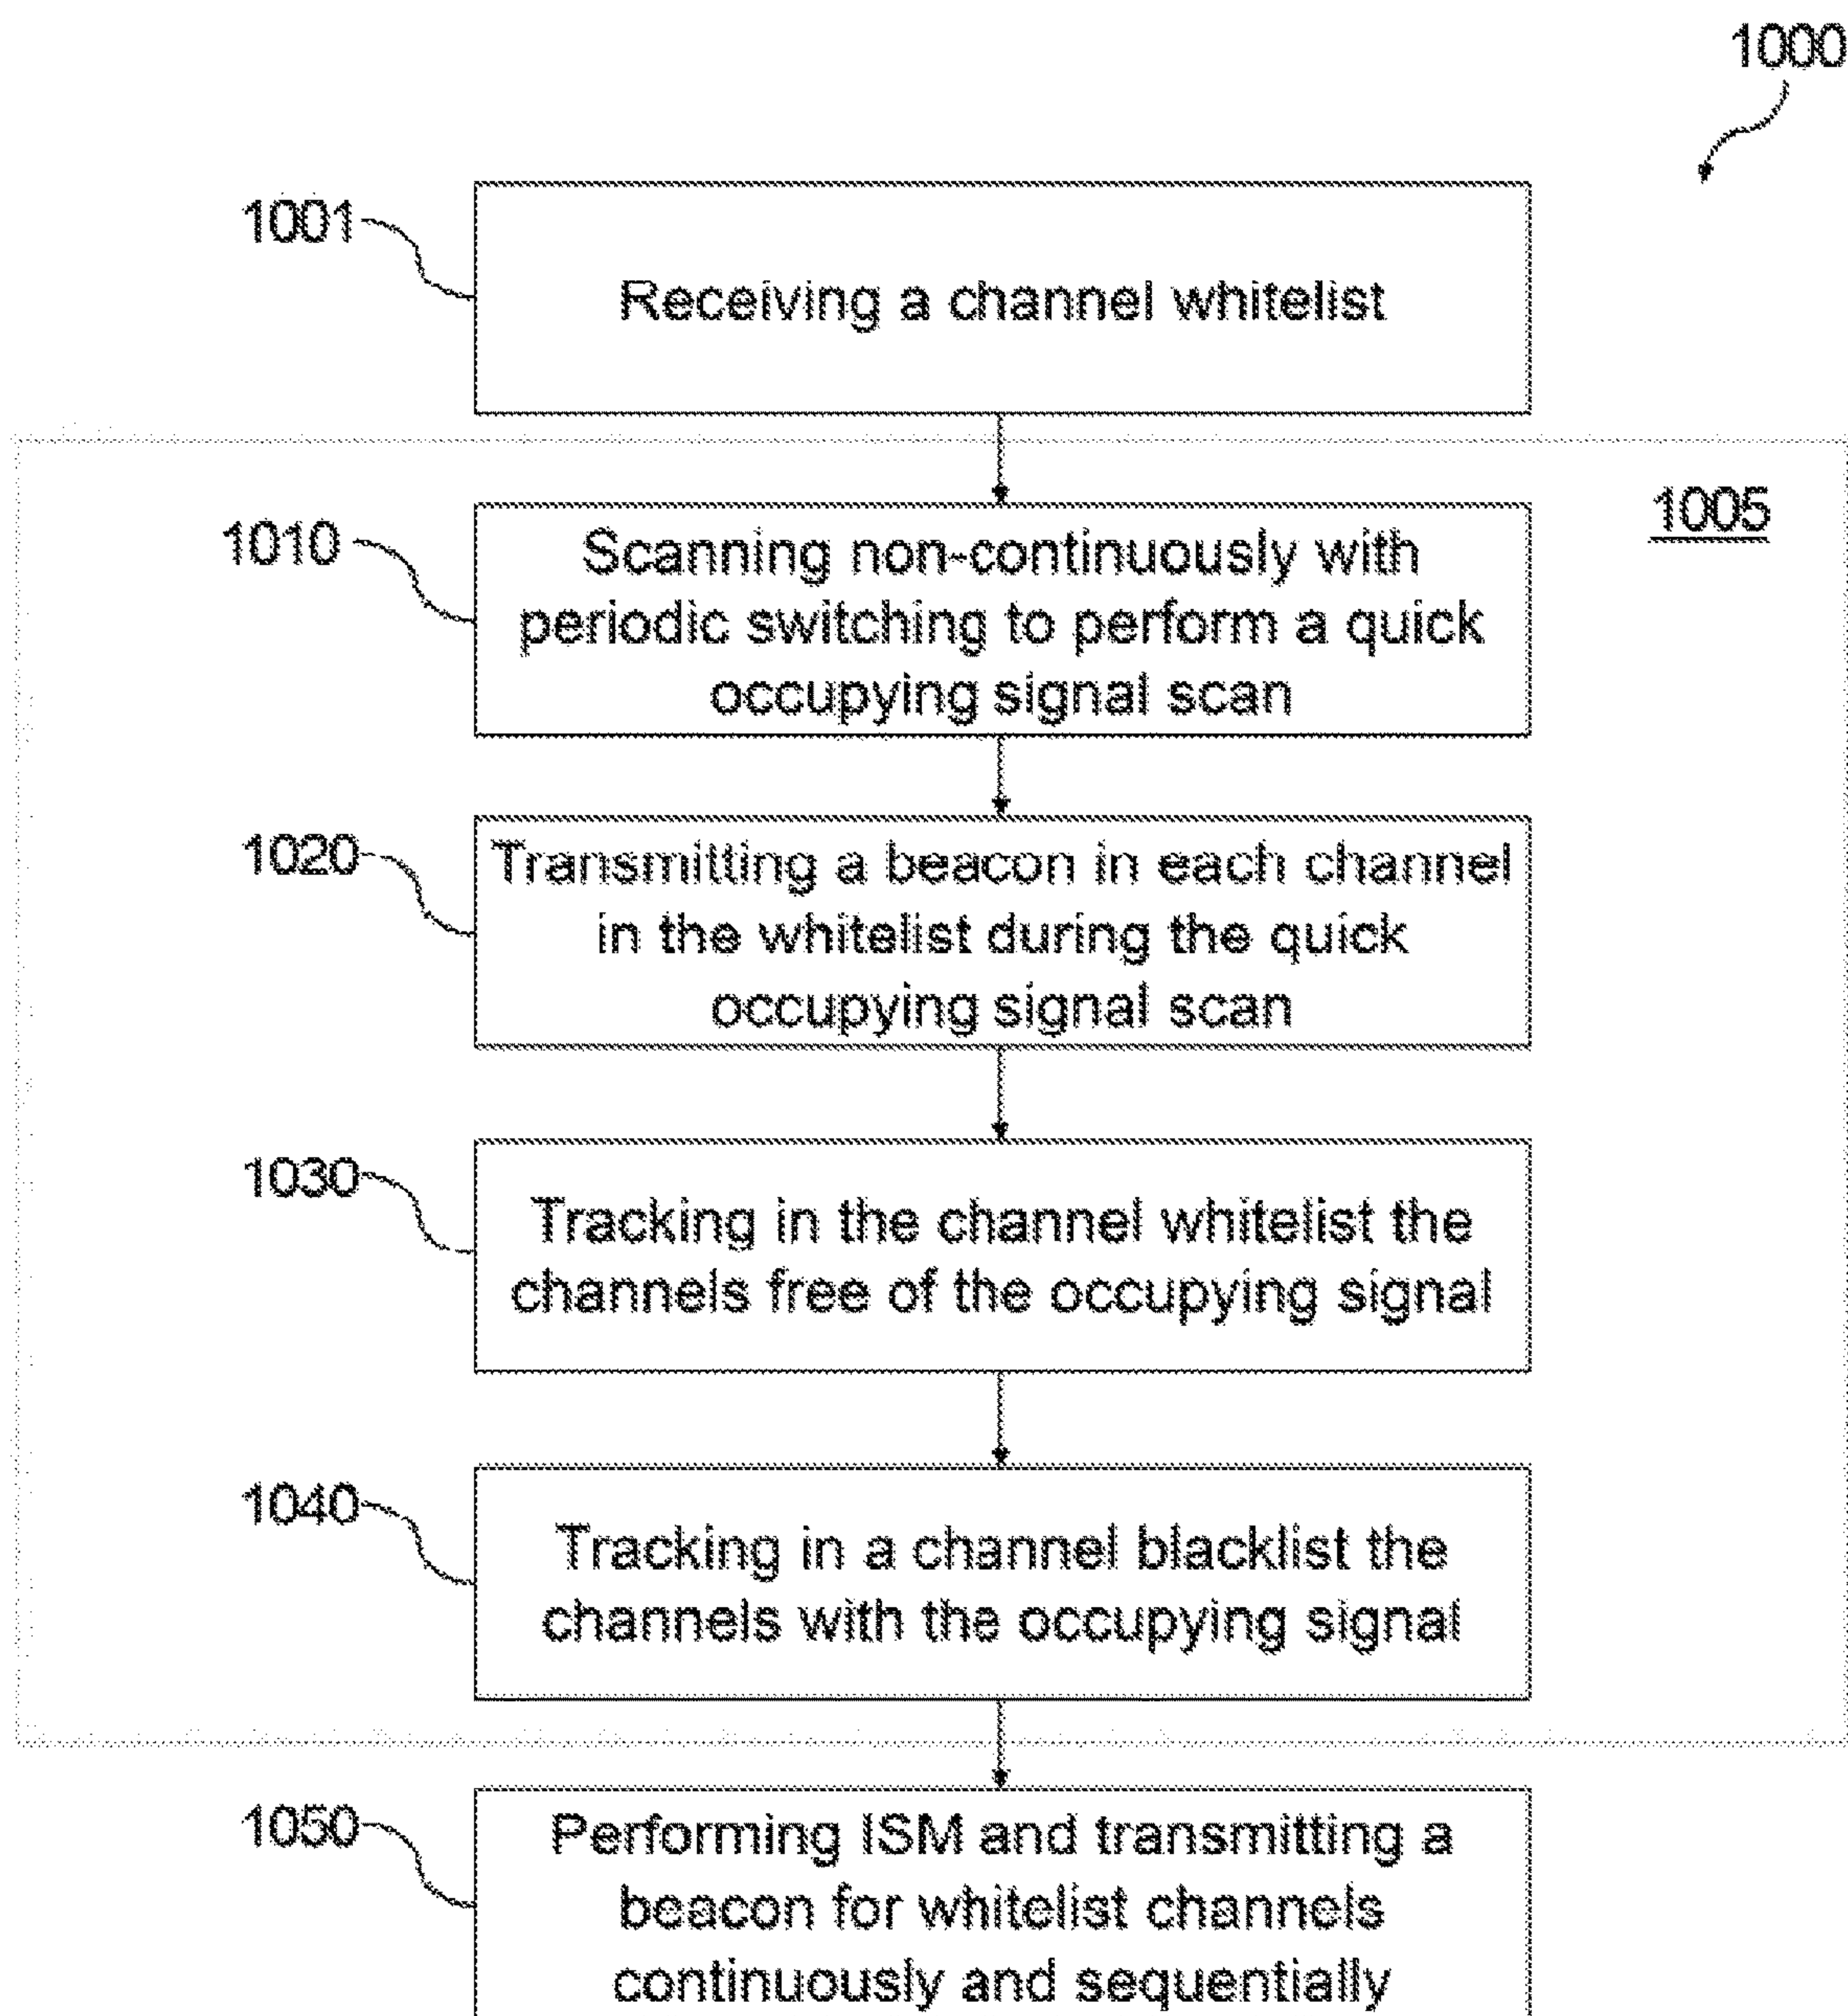 1000
1001
Receiving a channel whitelist
1005
1010
Scanning non-continuously with
periodic switching to perform a quick
occupying signal scan
1020
Transmitting a beacon in each channel
in the whitelist during the quick
occupying signal scan
1030
Tracking in the channel whitelist the
channels free of the occupying signal
1040
Tracking in a channel blacklist the
channels with the occupying signal
1050
Performing ISM and transmitting a
beacon for whitelist channels
continuously and sequentially